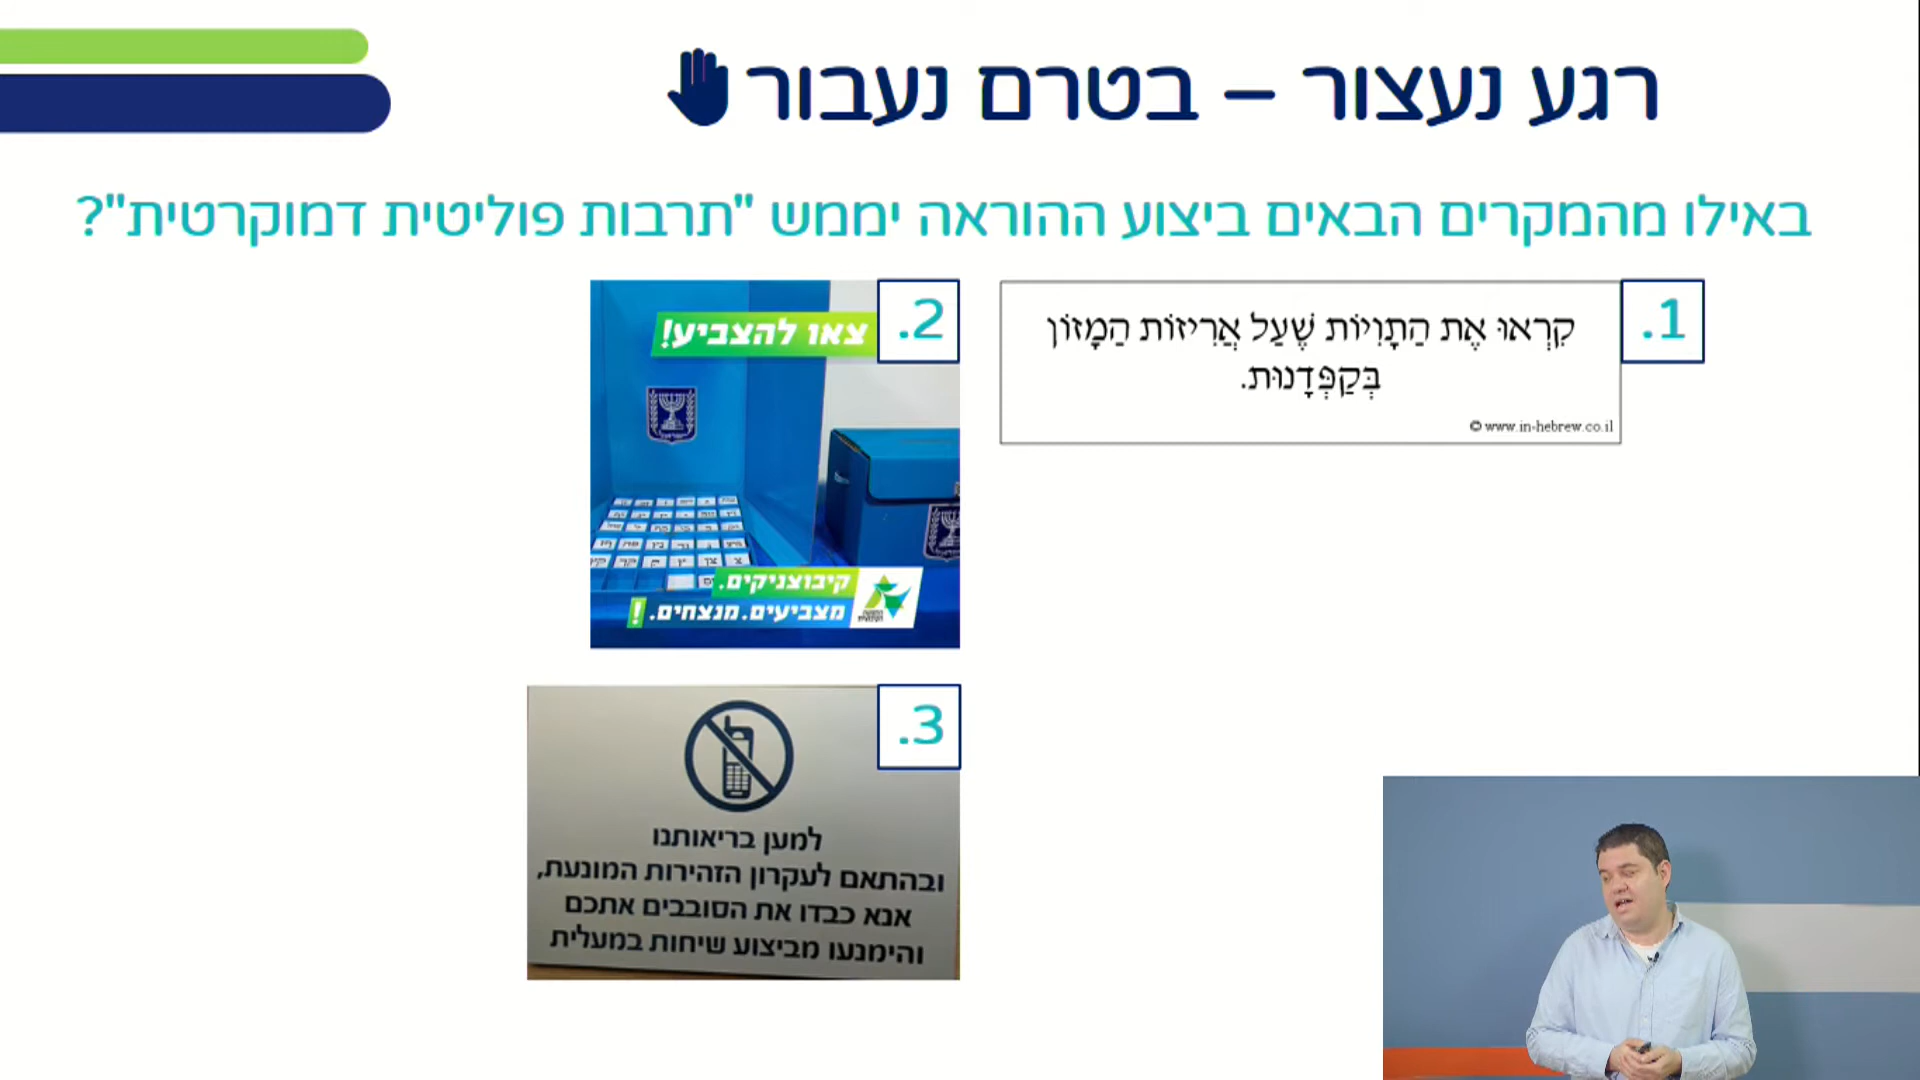 רגע נעצור – בטרם נעבור
באילו מהמקרים הבאים ביצוע ההוראה יממש "תרבות פוליטית דמוקרטית"?
1.
קִרְאוּ אֶת הַתָוִיוֹת שֶׁעַל אֲרִיזוֹת הַמָזוֹן
בְּקַפְּדָנוּת.
© www.in-hebrew.co.il
2.
צאו להצביע!
קיבוצניקים.
מצביעים. מנצחים. !
3.
למען בריאותנו
ובהתאם לעקרון הזהירות המונעת,
אנא כבדו את הסובבים אתכם
והימנעו מביצוע שיחות במעלית